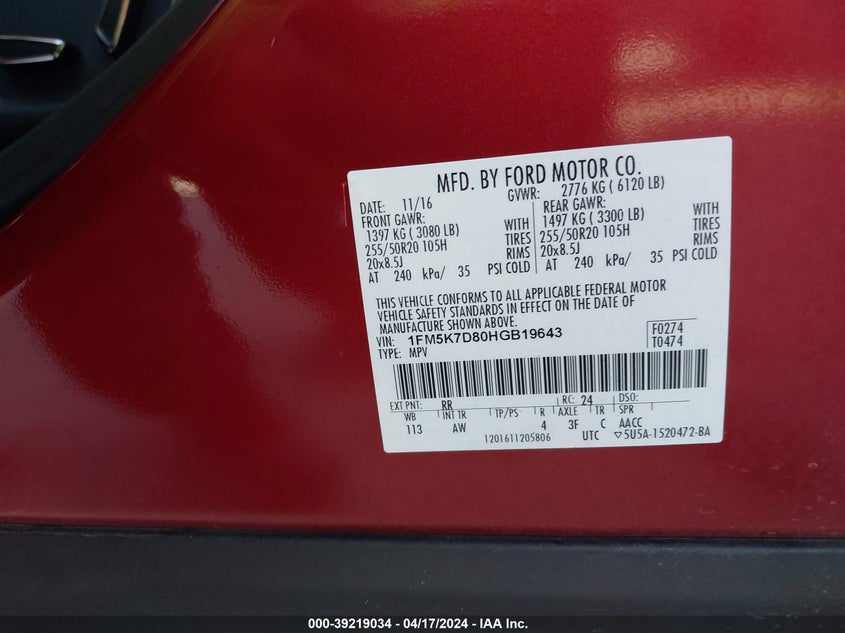 MFD. BY FORD MOTOR CO.
DATE: 11/16 GVWR: 2776 KG ( 6120 LB)
FRONT GAWR: REAR GAWR:
1397 KG ( 3080 LB) WITH 1497 KG ( 3300 LB) WITH
255/50R20 105H TIRES 255/50R20 105H TIRES
20x8.5J RIMS 20x8.5J RIMS
AT 240 kPa/ 35 PSI COLD AT 240 kPa/ 35 PSI COLD
THIS VEHICLE CONFORMS TO ALL APPLICABLE FEDERAL MOTOR
VEHICLE SAFETY STANDARDS IN EFFECT ON THE DATE OF
MANUFACTURE SHOWN ABOVE.
VIN: 1FM5K7D80HGB19643 F0274
TYPE: MPV T0474
EXT PNT: RR RC: 24 DSO:
WB INT TR TP/PS R AXLE TR SPR
113 AW 4 3F C AACC
1201611205806 UTC ▽5U5A-1520472-BA
000-39219034 - 04/17/2024 - IAA Inc.